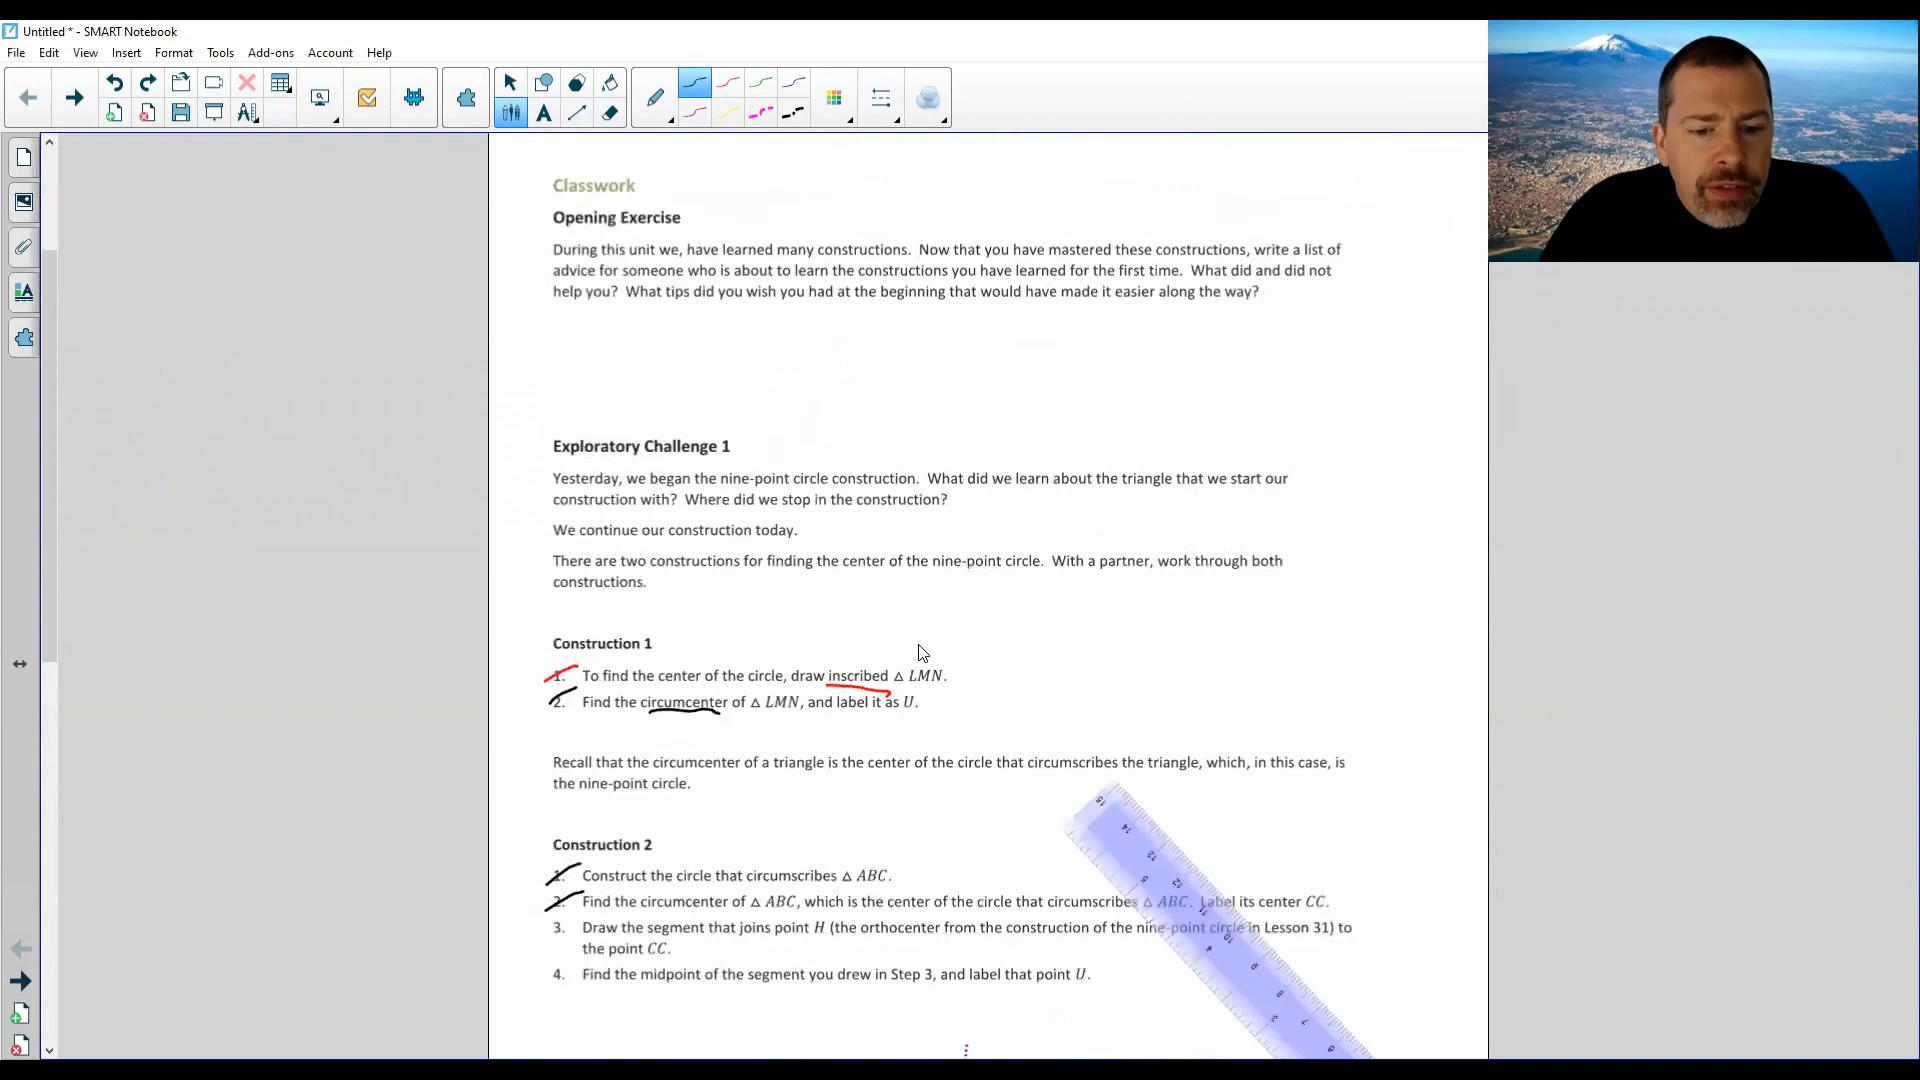 Untitled * - SMART Notebook
File Edit View Insert Format Tools Add-ons Account Help
Classwork
Opening Exercise
During this unit we, have learned many constructions. Now that you have mastered these constructions, write a list of
advice for someone who is about to learn the constructions you have learned for the first time. What did and did not
help you? What tips did you wish you had at the beginning that would have made it easier along the way?
Exploratory Challenge 1
Yesterday, we began the nine-point circle construction. What did we learn about the triangle that we start our
construction with? Where did we stop in the construction?
We continue our construction today.
There are two constructions for finding the center of the nine-point circle. With a partner, work through both
constructions.
Construction 1
1. To find the center of the circle, draw inscribed △ LMN.
2. Find the circumcenter of △ LMN, and label it as U.
Recall that the circumcenter of a triangle is the center of the circle that circumscribes the triangle, which, in this case, is
the nine-point circle.
Construction 2
1. Construct the circle that circumscribes △ ABC.
2. Find the circumcenter of △ ABC, which is the center of the circle that circumscribes △ ABC. Label its center CC.
3. Draw the segment that joins point H (the orthocenter from the construction of the nine-point circle in Lesson 31) to
the point CC.
4. Find the midpoint of the segment you drew in Step 3, and label that point U.
15
14
13
12
11
10
9
8
7
6
5
4
3